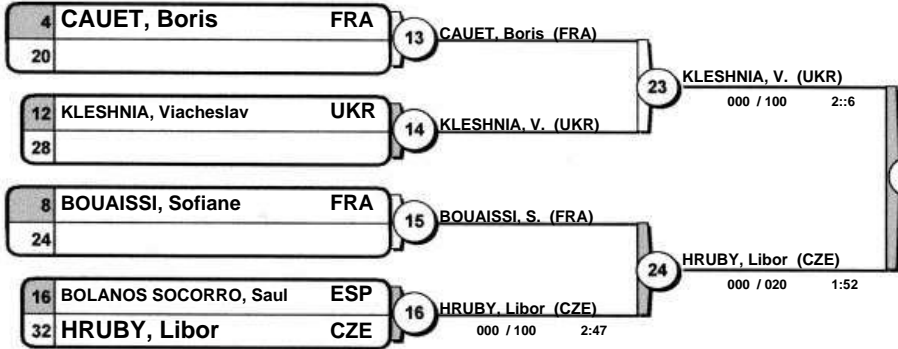 4 CAUET, Boris FRA
20
13
CAUET, Boris (FRA)
12 KLESHNIA, Viacheslav UKR
28
14
KLESHNIA, V. (UKR)
23
KLESHNIA, V. (UKR)
000 / 100 2::6
8 BOUAISSI, Sofiane FRA
24
15
BOUAISSI, S. (FRA)
16 BOLANOS SOCORRO, Saul ESP
32 HRUBY, Libor CZE
16
HRUBY, Libor (CZE)
000 / 100 2:47
24
HRUBY, Libor (CZE)
000 / 020 1:52